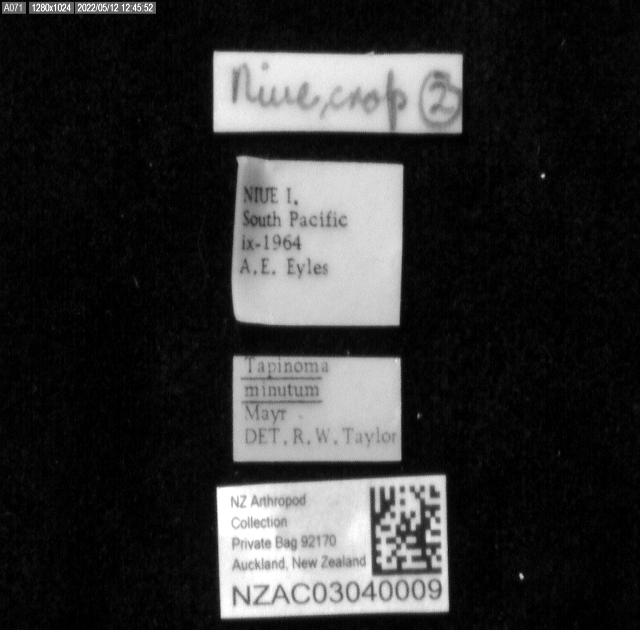 A071 1280x1024 2022/05/12 12:45:52
Niue, crop 2
NIUE I.
South Pacific
ix-1964
A.E. Eyles
Tapinoma
minutum
Mayr
DET. R. W. Taylor
NZ Arthropod
Collection
Private Bag 92170
Auckland, New Zealand
NZAC03040009